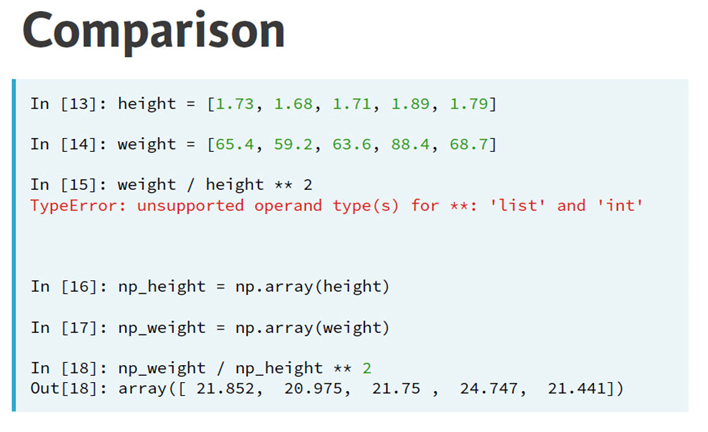 Comparison
In [13]: height = [1.73, 1.68, 1.71, 1.89, 1.79]
In [14]: weight = [65.4, 59.2, 63.6, 88.4, 68.7]
In [15]: weight / height ** 2
TypeError: unsupported operand type(s) for **: 'list' and 'int'
In [16]: np_height = np.array(height)
In [17]: np_weight = np.array(weight)
In [18]: np_weight / np_height ** 2
Out[18]: array([ 21.852,  20.975,  21.75 ,  24.747,  21.441])